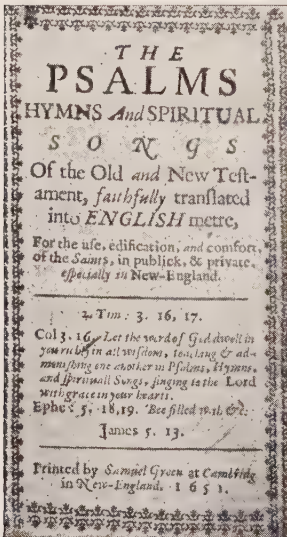 THE
PSALMS
HYMNS And SPIRITUAL
SONGS
Of the Old and New Test-
ament, faithfully translated
into ENGLISH metre,
For the use, edification, and comfort,
of the Saints, in publick, & private,
especially in New-England.
2 Tim: 3. 16, 17.
Col 3. 16, Let the word of God dwell in
you richly in all wisdom, teaching & ad-
monishing one another in Psalms, Hymns,
and spirituall Songs, singing to the Lord
with grace in your hearts.
Ephe: 5, 18,19. Bee filled with &c:
James 5. 13.
Printed by Samuel Green at Cambridg
in New-England. 1651.